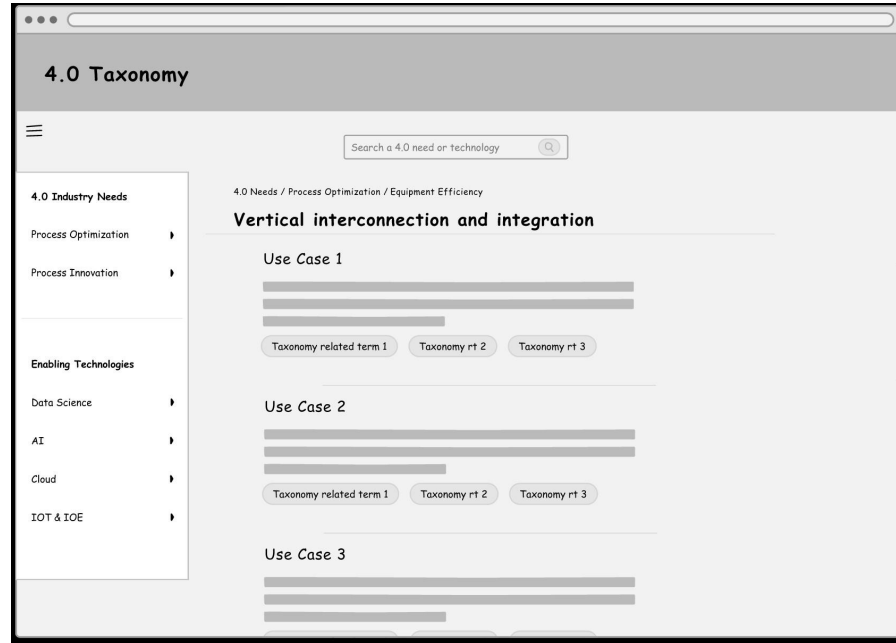 4.0 Taxonomy
Search a 4.0 need or technology
4.0 Industry Needs
Process Optimization
Process Innovation
Enabling Technologies
Data Science
AI
Cloud
IOT & IOE
4.0 Needs / Process Optimization / Equipment Efficiency
Vertical interconnection and integration
Use Case 1
Taxonomy related term 1 Taxonomy rt 2 Taxonomy rt 3
Use Case 2
Taxonomy related term 1 Taxonomy rt 2 Taxonomy rt 3
Use Case 3